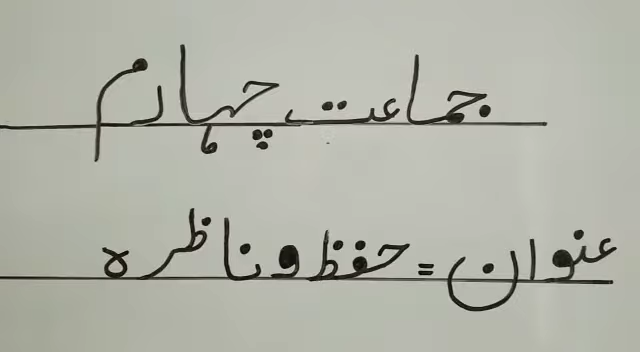 جماعت چہارم
عنوان = حفظ و ناظرہ